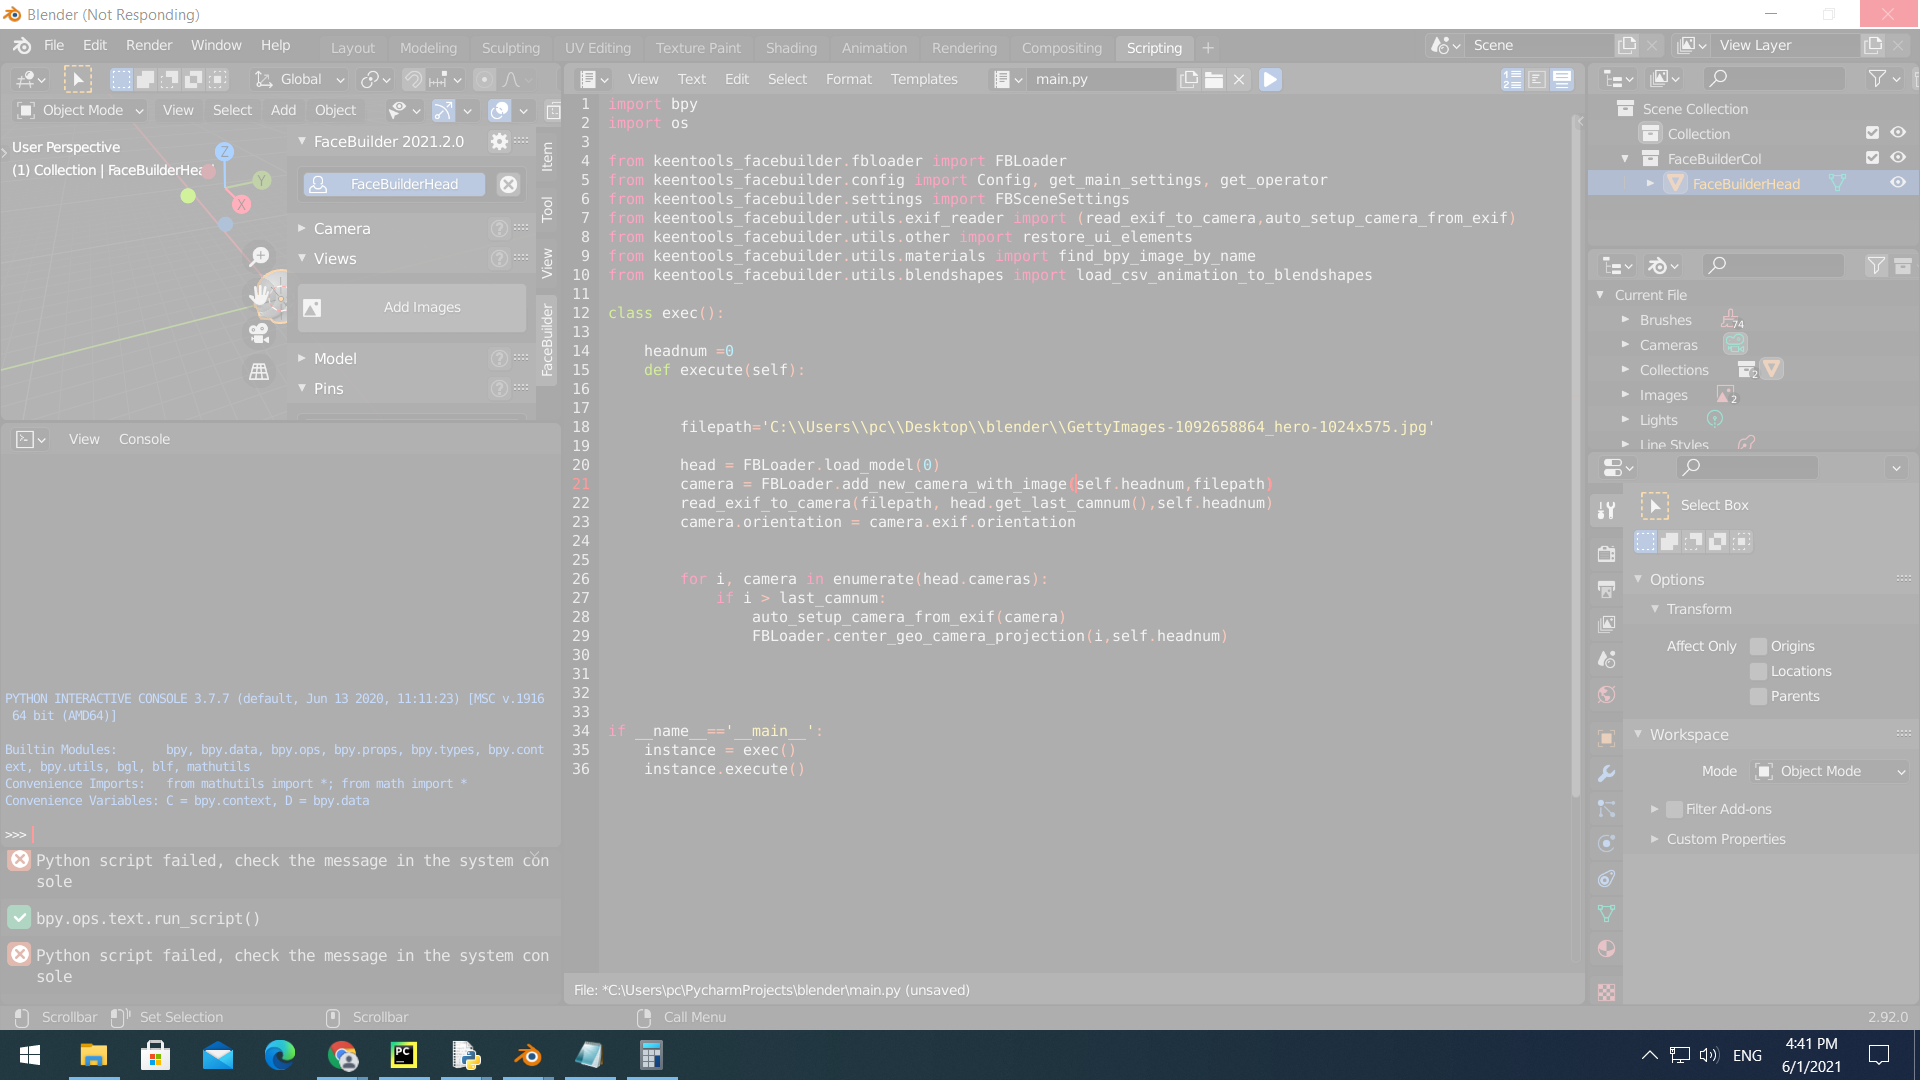 Blender (Not Responding)
File Edit Render Window Help Layout Modeling Sculpting UV Editing Texture Paint Shading Animation Rendering Compositing Scripting + Scene View Layer
Global View Text Edit Select Format Templates main.py
Object Mode View Select Add Object
User Perspective
(1) Collection | FaceBuilderHea
Z
Y
X
FaceBuilder 2021.2.0
FaceBuilderHead
Camera
Views
Add Images
Model
Pins
Item
Tool
View
FaceBuilder
View Console
PYTHON INTERACTIVE CONSOLE 3.7.7 (default, Jun 13 2020, 11:11:23) [MSC v.1916
64 bit (AMD64)]
Builtin Modules: bpy, bpy.data, bpy.ops, bpy.props, bpy.types, bpy.cont
ext, bpy.utils, bgl, blf, mathutils
Convenience Imports: from mathutils import *; from math import *
Convenience Variables: C = bpy.context, D = bpy.data
>>>
Python script failed, check the message in the system con
sole
bpy.ops.text.run_script()
Python script failed, check the message in the system con
sole
1 import bpy
2 import os
3
4 from keentools_facebuilder.fbloader import FBLoader
5 from keentools_facebuilder.config import Config, get_main_settings, get_operator
6 from keentools_facebuilder.settings import FBSceneSettings
7 from keentools_facebuilder.utils.exif_reader import (read_exif_to_camera,auto_setup_camera_from_exif)
8 from keentools_facebuilder.utils.other import restore_ui_elements
9 from keentools_facebuilder.utils.materials import find_bpy_image_by_name
10 from keentools_facebuilder.utils.blendshapes import load_csv_animation_to_blendshapes
11
12 class exec():
13
14 headnum =0
15 def execute(self):
16
17
18 filepath='C:\\Users\\pc\\Desktop\\blender\\GettyImages-1092658864_hero-1024x575.jpg'
19
20 head = FBLoader.load_model(0)
21 camera = FBLoader.add_new_camera_with_image(self.headnum,filepath)
22 read_exif_to_camera(filepath, head.get_last_camnum(),self.headnum)
23 camera.orientation = camera.exif.orientation
24
25
26 for i, camera in enumerate(head.cameras):
27 if i > last_camnum:
28 auto_setup_camera_from_exif(camera)
29 FBLoader.center_geo_camera_projection(i,self.headnum)
30
31
32
33
34 if __name__=='__main__':
35 instance = exec()
36 instance.execute()
File: *C:\Users\pc\PycharmProjects\blender\main.py (unsaved)
Scene Collection
Collection
FaceBuilderCol
FaceBuilderHead
Current File
Brushes 74
Cameras
Collections 2
Images 2
Lights
Line Styles
Select Box
Options
Transform
Affect Only Origins
Locations
Parents
Workspace
Mode Object Mode
Filter Add-ons
Custom Properties
Scrollbar Set Selection Scrollbar Call Menu 2.92.0
PC
ENG
4:41 PM
6/1/2021